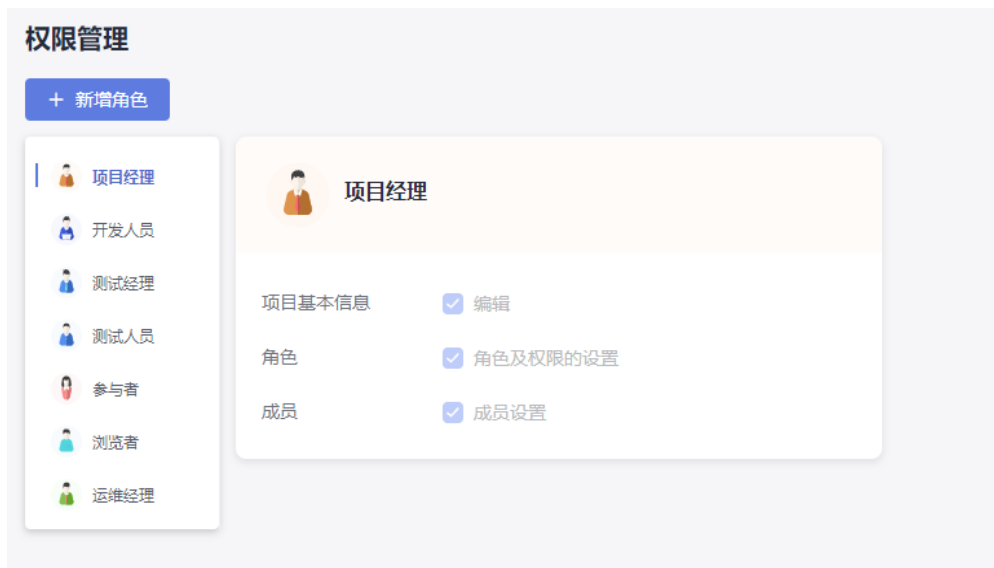 权限管理
+ 新增角色
项目经理
开发人员
测试经理
测试人员
参与者
浏览者
运维经理
项目经理
项目基本信息 编辑
角色 角色及权限的设置
成员 成员设置